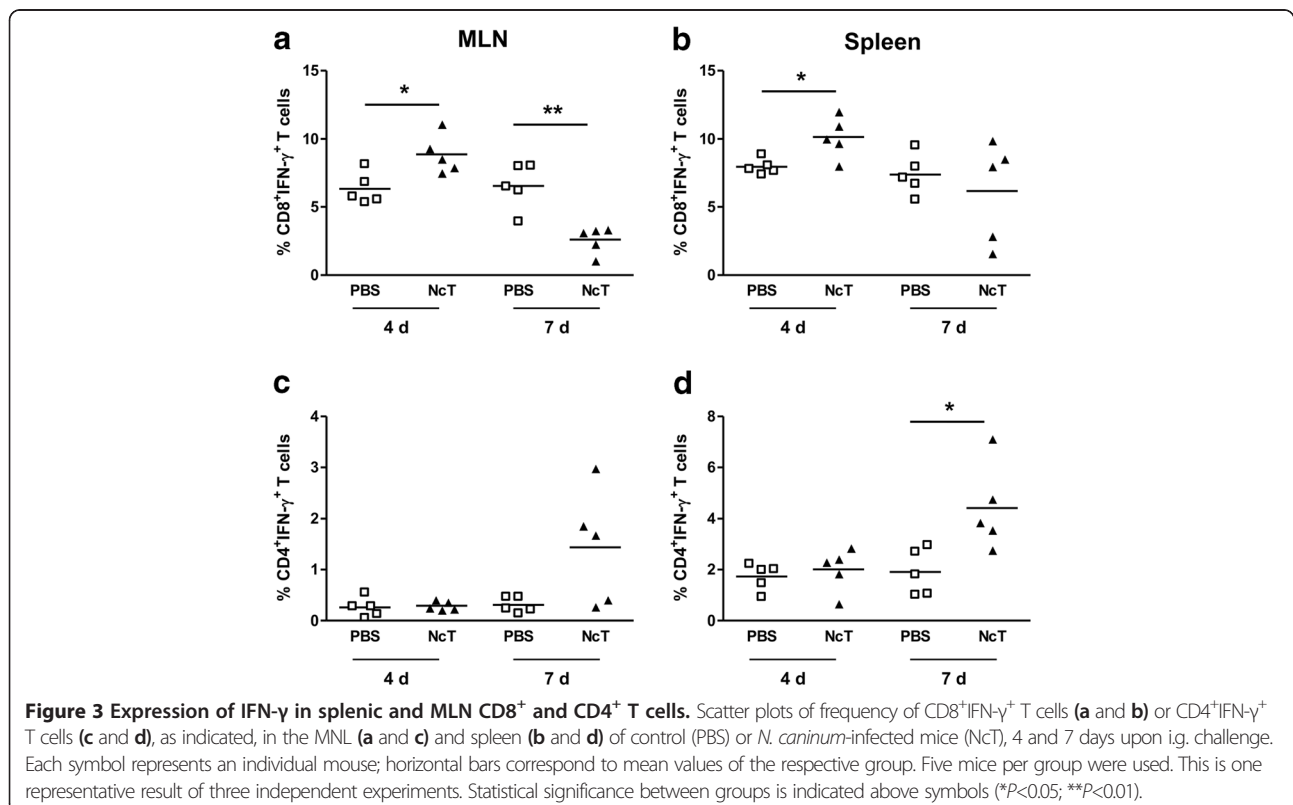 a MLN
% CD8⁺IFN-γ⁺ T cells
15
10
5
0
*
**
PBS NcT PBS NcT
4 d 7 d
b Spleen
% CD8⁺IFN-γ⁺ T cells
15
10
5
0
*
PBS NcT PBS NcT
4 d 7 d
c
% CD4⁺IFN-γ⁺ T cells
4
3
2
1
0
PBS NcT PBS NcT
4 d 7 d
d
% CD4⁺IFN-γ⁺ T cells
8
6
4
2
0
*
PBS NcT PBS NcT
4 d 7 d
Figure 3 Expression of IFN-γ in splenic and MLN CD8⁺ and CD4⁺ T cells. Scatter plots of frequency of CD8⁺IFN-γ⁺ T cells (a and b) or CD4⁺IFN-γ⁺
T cells (c and d), as indicated, in the MNL (a and c) and spleen (b and d) of control (PBS) or N. caninum-infected mice (NcT), 4 and 7 days upon i.g. challenge.
Each symbol represents an individual mouse; horizontal bars correspond to mean values of the respective group. Five mice per group were used. This is one
representative result of three independent experiments. Statistical significance between groups is indicated above symbols (*P<0.05; **P<0.01).